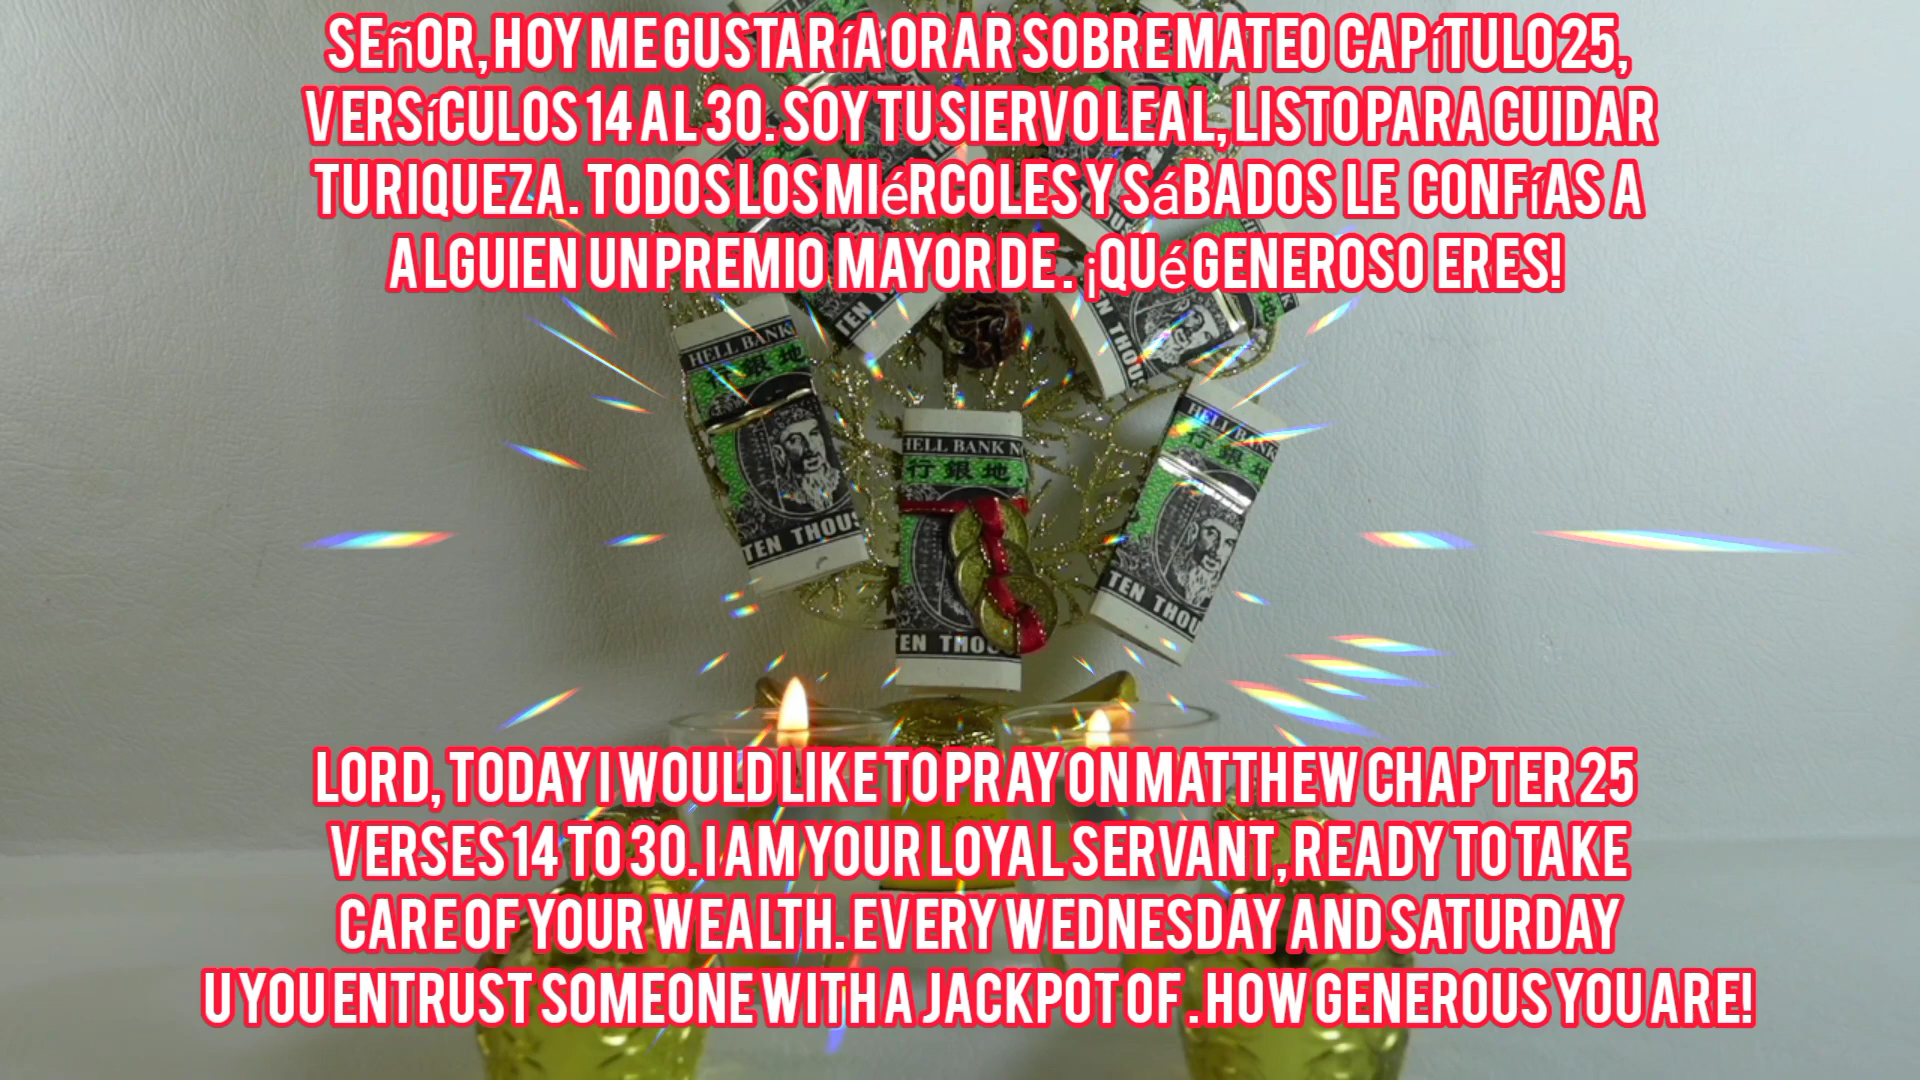 SEñOR, HOY ME GUSTARíA ORAR SOBRE MATEO CAPíTULO 25,
VERSíCULOS 14 AL 30. SOY TU SIERVO LEAL, LISTO PARA CUIDAR
TU RIQUEZA. TODOS LOS MIéRCOLES Y SáBADOS LE CONFíAS A
ALGUIEN UN PREMIO MAYOR DE . ¡QUé GENEROSO ERES!
HELL BANK
行銀地
TEN THOUS
TEN
N THOUS
HELL BANK N
行銀地
EN THO
HELL BANK
行銀地
TEN THOU
LORD, TODAY I WOULD LIKE TO PRAY ON MATTHEW CHAPTER 25
VERSES 14 TO 30. I AM YOUR LOYAL SERVANT, READY TO TAKE
CARE OF YOUR WEALTH. EVERY WEDNESDAY AND SATURDAY
U YOU ENTRUST SOMEONE WITH A JACKPOT OF . HOW GENEROUS YOU ARE!